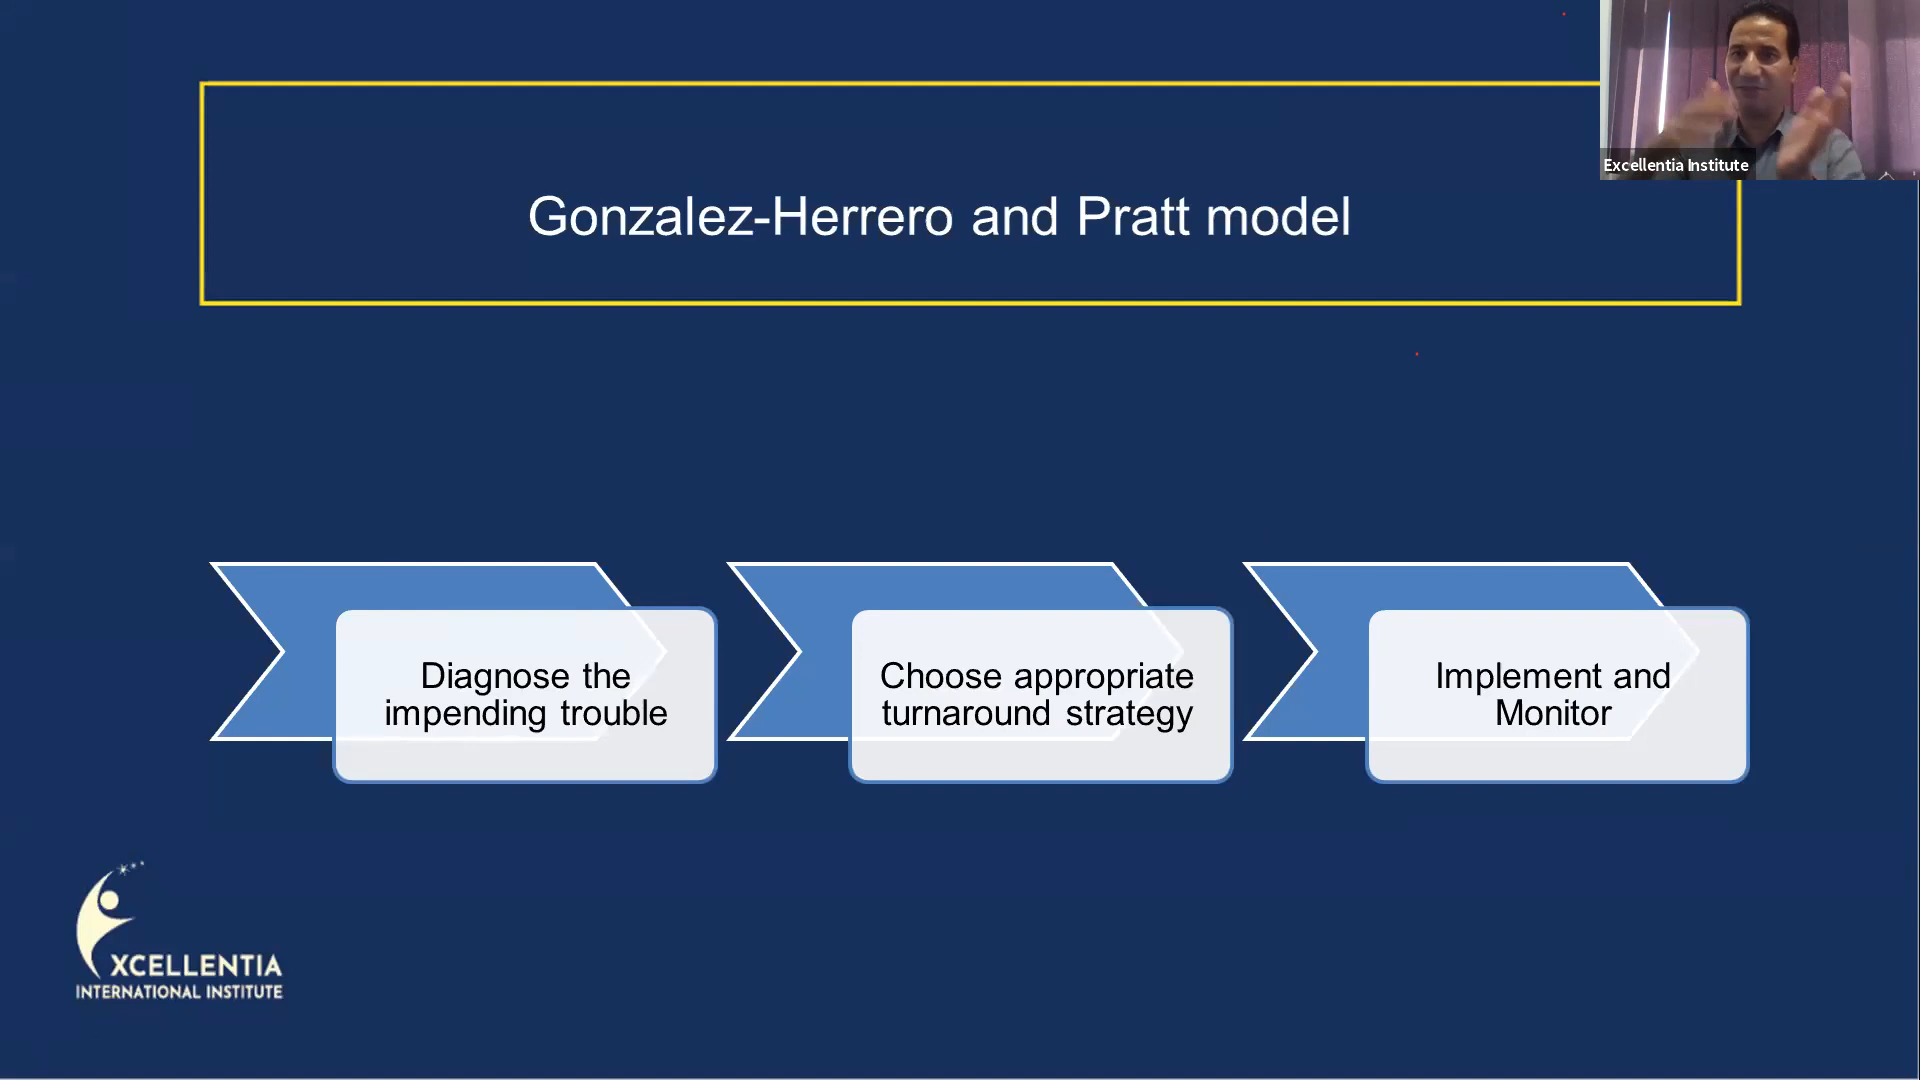 Excellentia Institute
Gonzalez-Herrero and Pratt model
Diagnose the
impending trouble
Choose appropriate
turnaround strategy
Implement and
Monitor
XCELLENTIA
INTERNATIONAL INSTITUTE